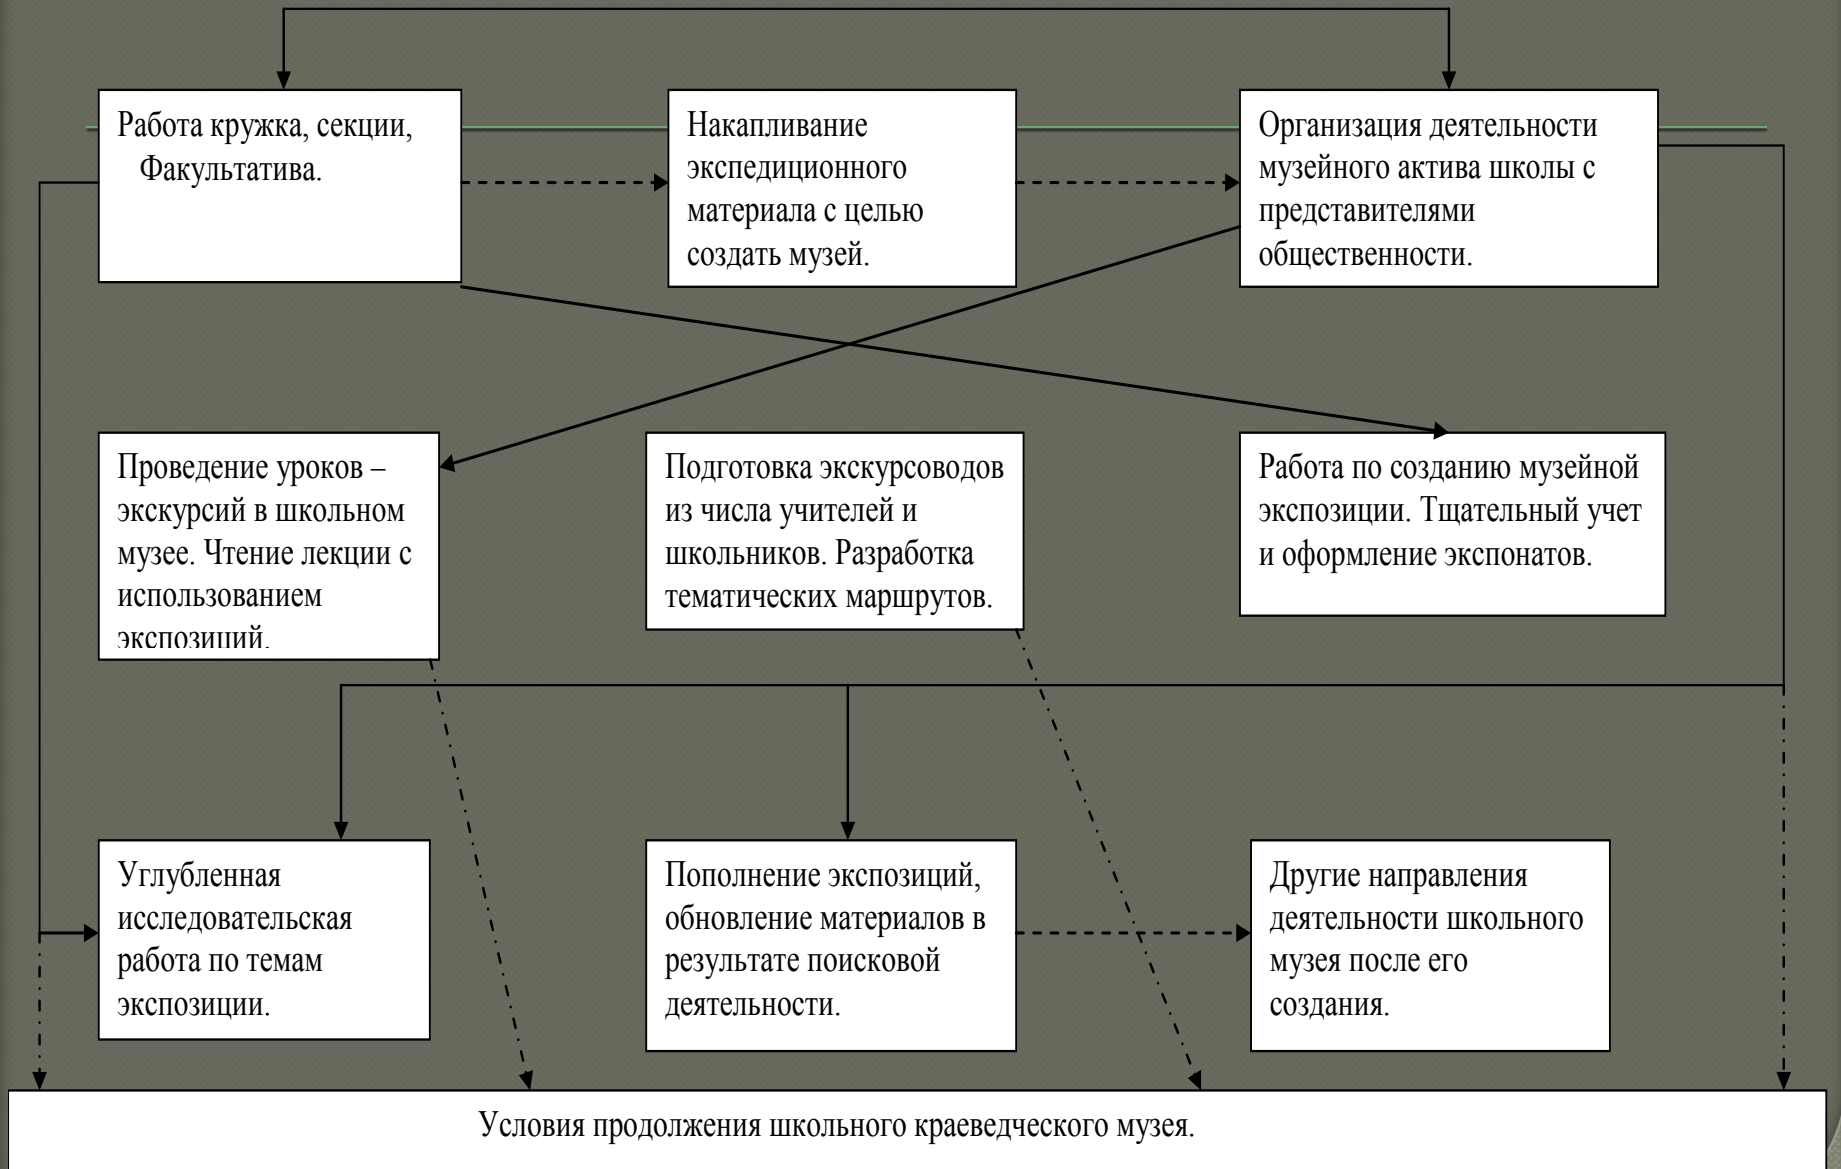 Работа кружка, секции,
Факультатива.
Накапливание
экспедиционного
материала с целью
создать музей.
Организация деятельности
музейного актива школы с
представителями
общественности.
Проведение уроков –
экскурсий в школьном
музее. Чтение лекции с
использованием
экспозиций.
Подготовка экскурсоводов
из числа учителей и
школьников. Разработка
тематических маршрутов.
Работа по созданию музейной
экспозиции. Тщательный учет
и оформление экспонатов.
Углубленная
исследовательская
работа по темам
экспозиции.
Пополнение экспозиций,
обновление материалов в
результате поисковой
деятельности.
Другие направления
деятельности школьного
музея после его
создания.
Условия продолжения школьного краеведческого музея.